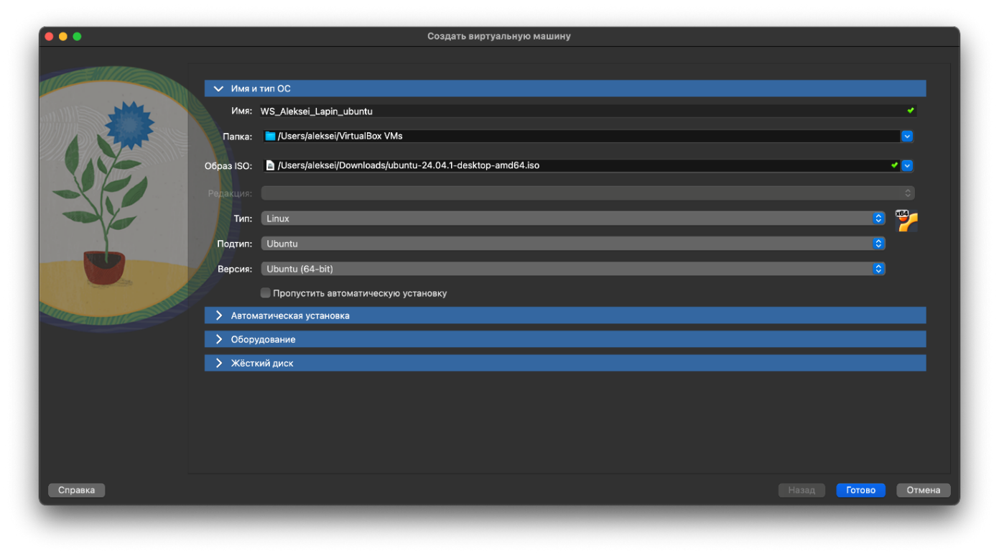 Создать виртуальную машину
Имя и тип ОС
Имя: WS_Aleksei_Lapin_ubuntu
Папка: /Users/aleksei/VirtualBox VMs
Образ ISO: /Users/aleksei/Downloads/ubuntu-24.04.1-desktop-amd64.iso
Редакция:
Тип: Linux x64
Подтип: Ubuntu
Версия: Ubuntu (64-bit)
Пропустить автоматическую установку
Автоматическая установка
Оборудование
Жёсткий диск
Справка Назад Готово Отмена